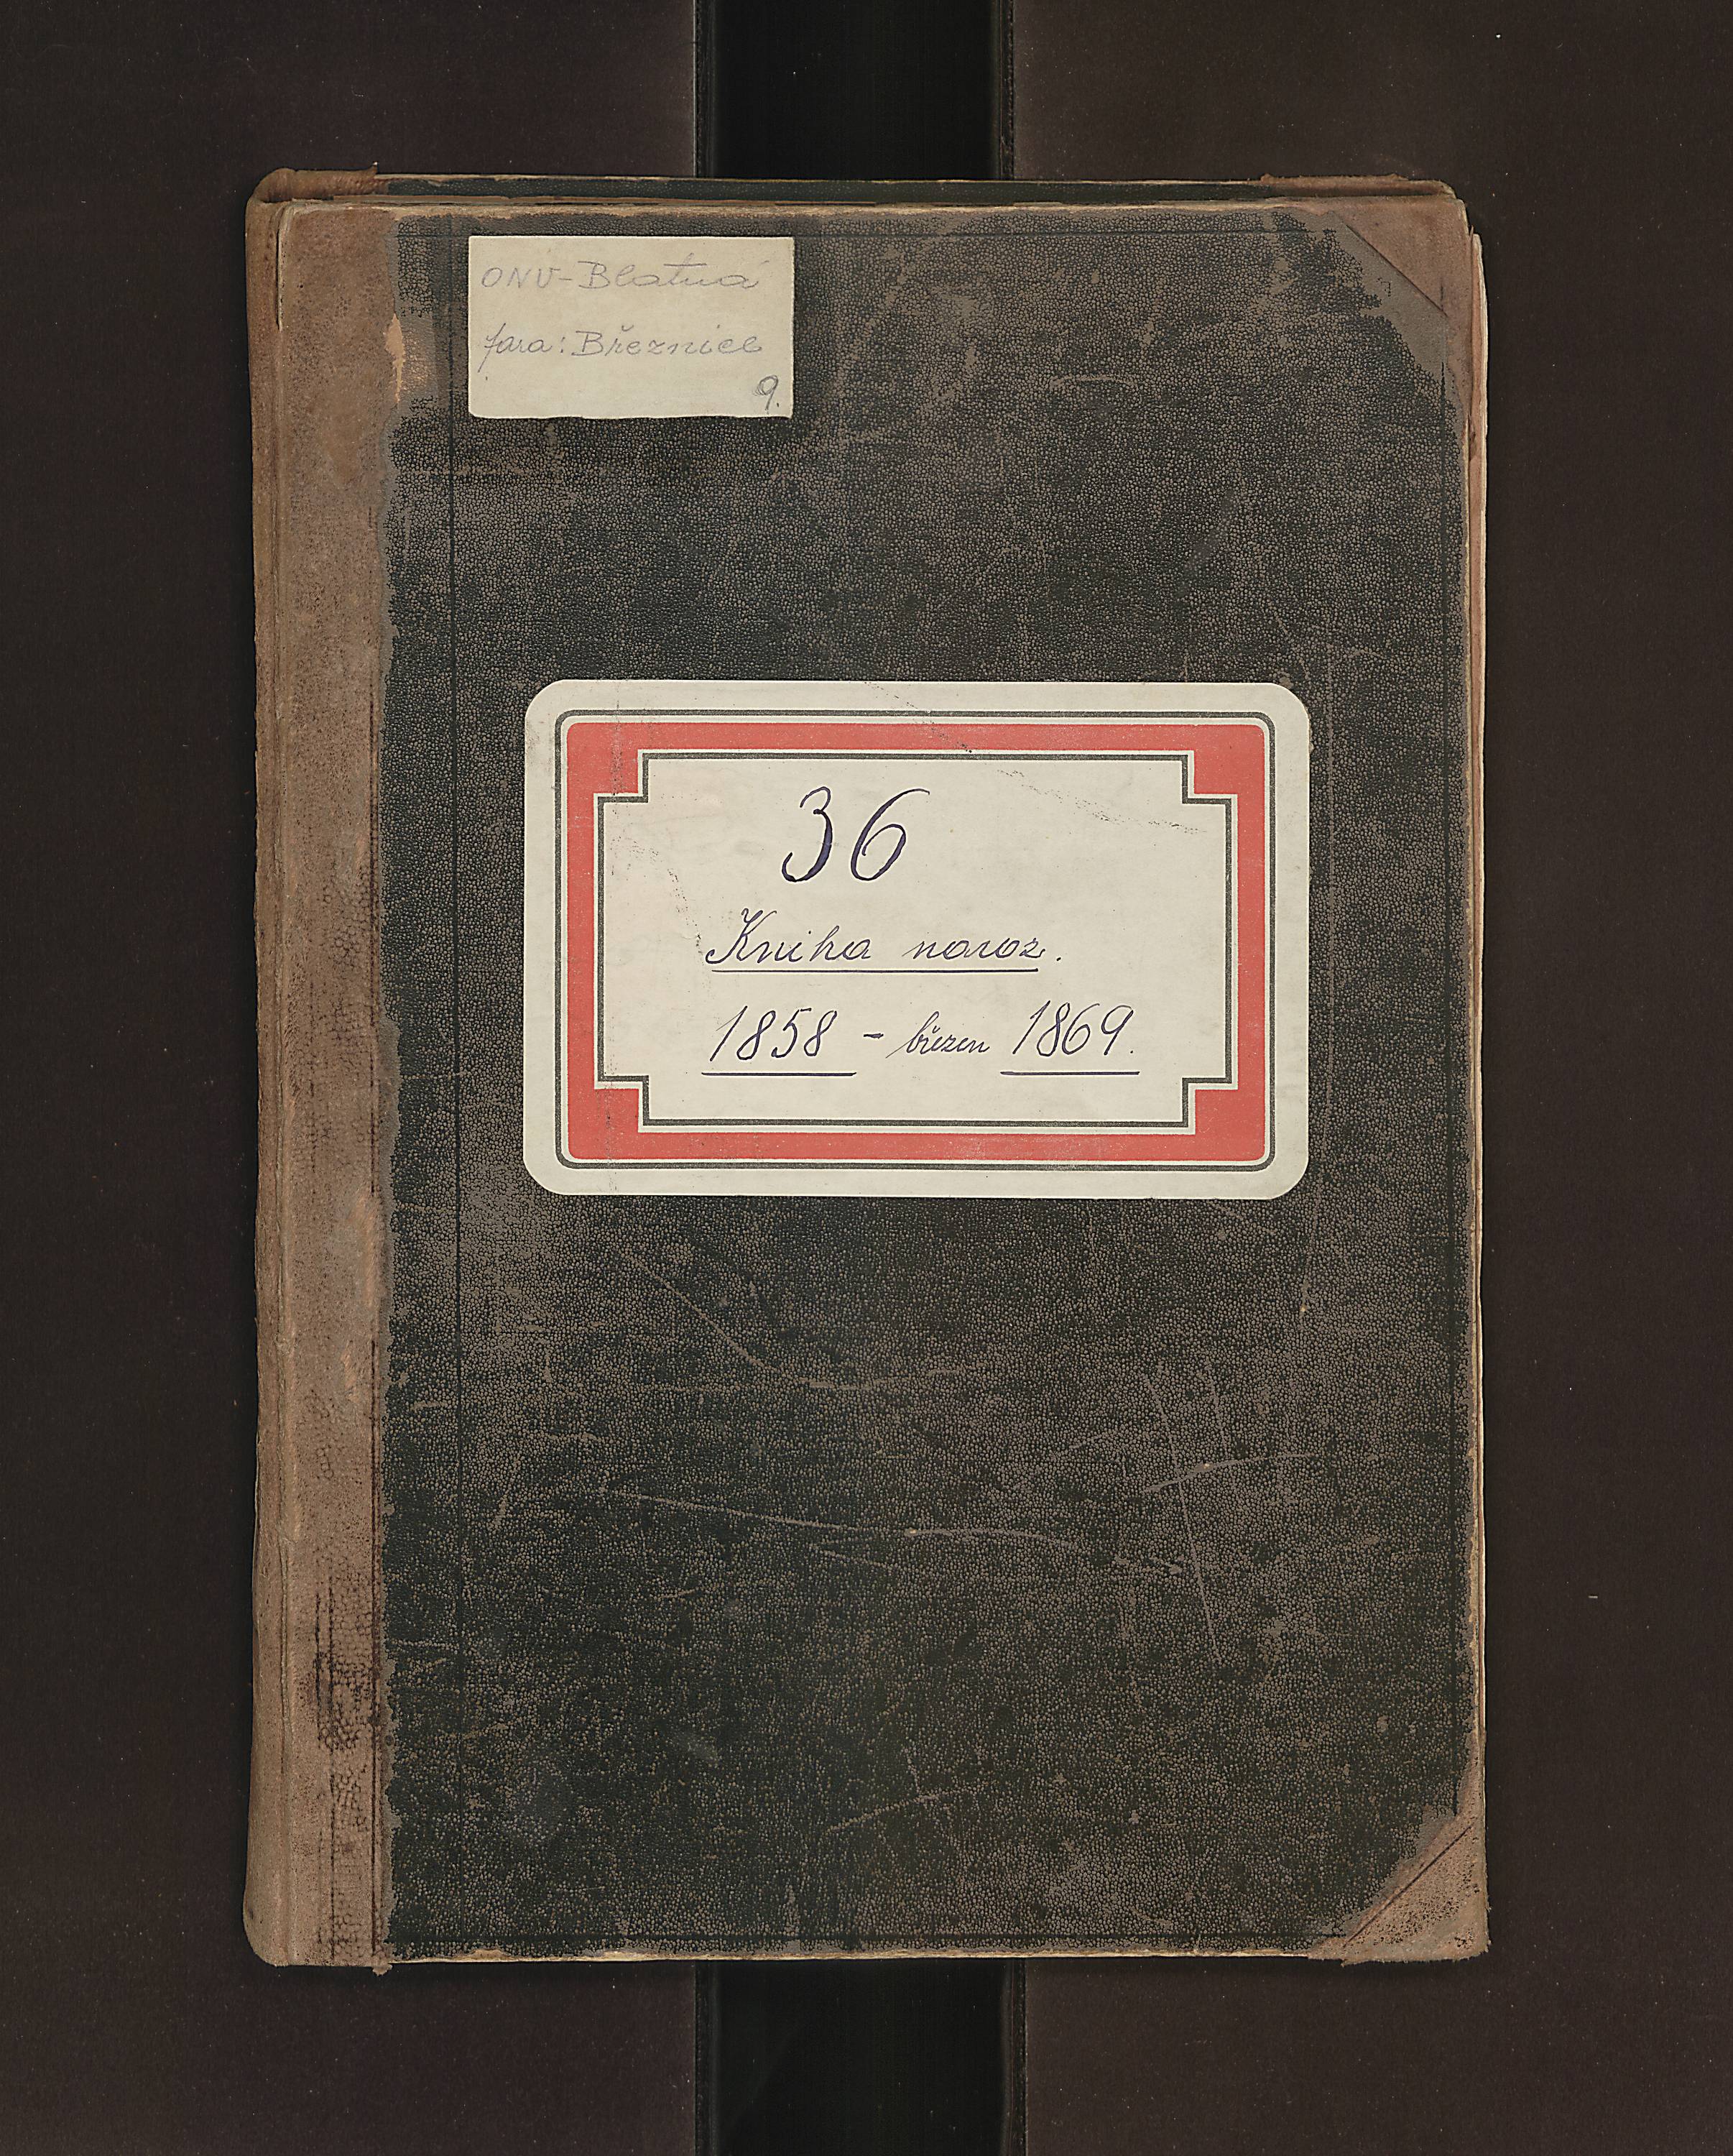 ONV-Blatná
fara: Březnice
9.
36
Kniha naroz.
1858 - březen 1869.